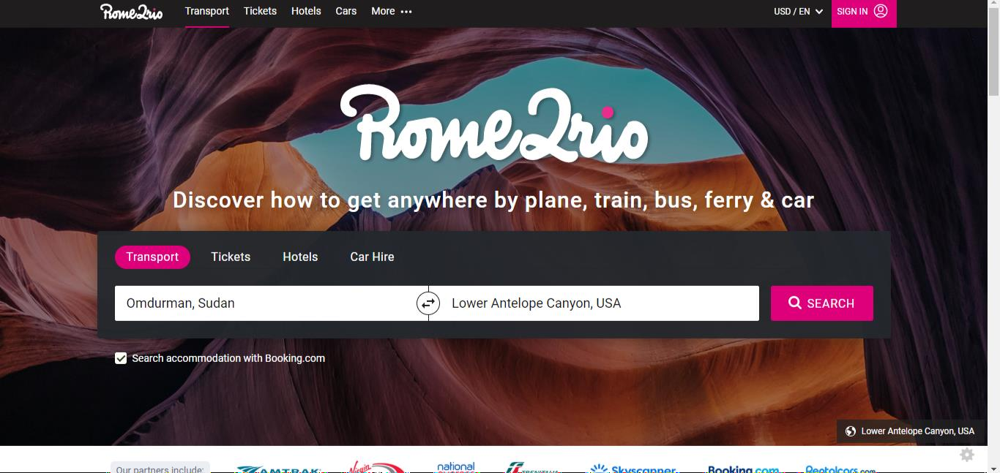 Rome2rio Transport Tickets Hotels Cars More ••• USD / EN SIGN IN
Rome2rio
Discover how to get anywhere by plane, train, bus, ferry & car
Transport Tickets Hotels Car Hire
Omdurman, Sudan Lower Antelope Canyon, USA SEARCH
Search accommodation with Booking.com
Lower Antelope Canyon, USA
Our partners include: AMTRAK Virgin national express TRENITALIA Skyscanner Booking.com Rentalcars.com